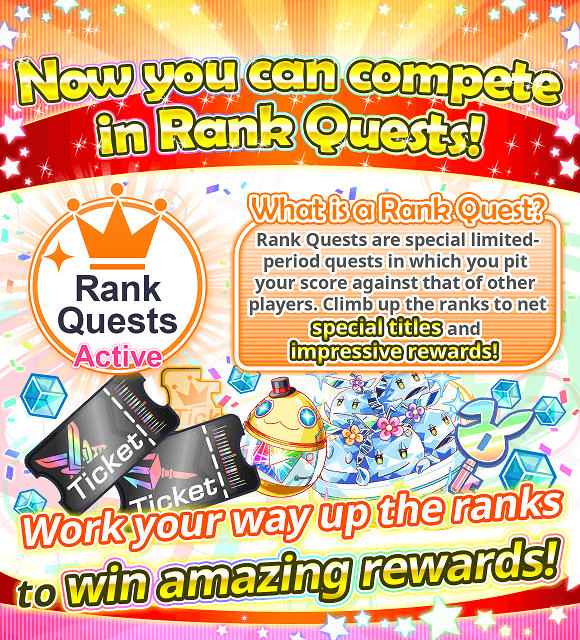 Now you can compete
in Rank Quests!
What is a Rank Quest?
Rank Quests are special limited-
period quests in which you pit
your score against that of other
players. Climb up the ranks to net
special titles and
impressive rewards!
Rank
Quests
Active
Ticket
Ticket
Ticket
Work your way up the ranks
to win amazing rewards!